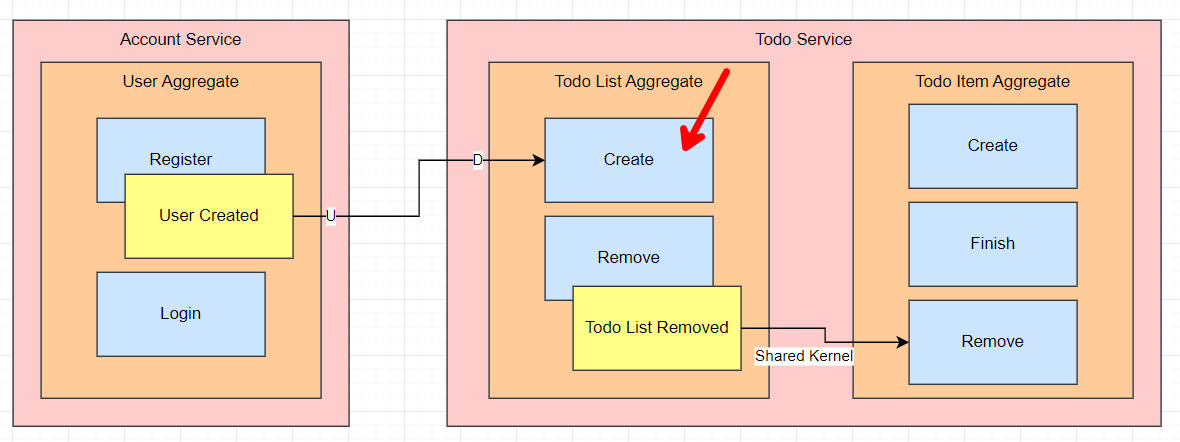 Account Service
User Aggregate
Register
User Created
Login
U
D
Todo Service
Todo List Aggregate
Create
Remove
Todo List Removed
Shared Kernel
Todo Item Aggregate
Create
Finish
Remove